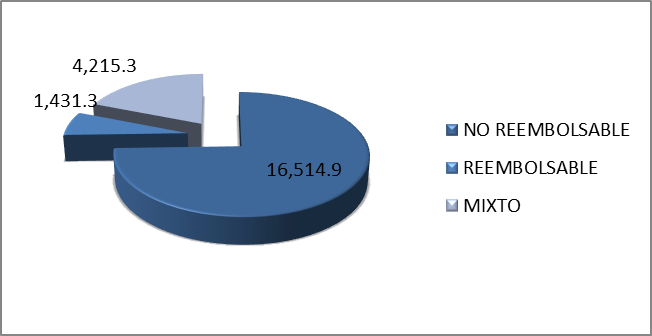 4,215.3
1,431.3
16,514.9
NO REEMBOLSABLE
REEMBOLSABLE
MIXTO